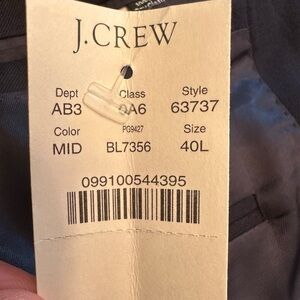 J.CREW
Dept Class Style
AB3 0A6 63737
Color PG9427 Size
MID BL7356 40L
099100544395